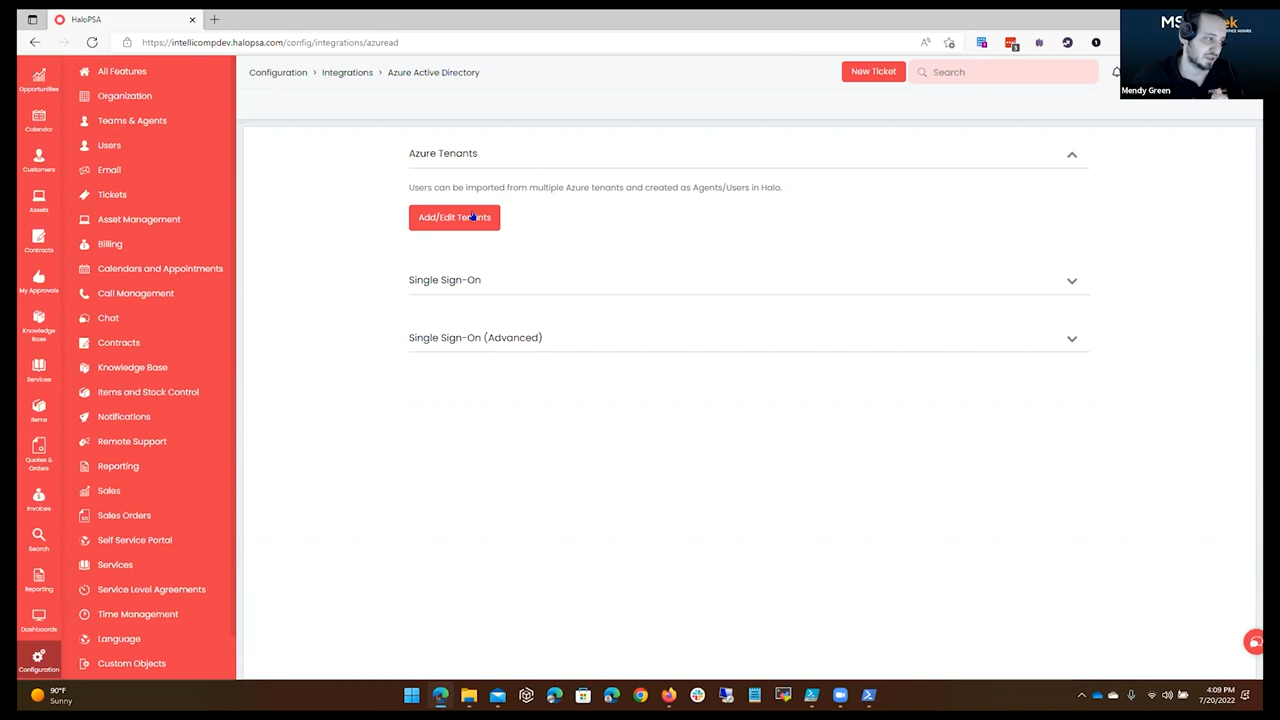 HaloPSA
https://intellicompdev.halopsa.com/config/integrations/azuread
MS
ek
OFFICE HOURS
Mendy Green
Opportunities
Calendar
Customers
Assets
Contracts
My Approvals
Knowledge
Base
Services
Items
Quotes &
Orders
Invoices
Search
Reporting
Dashboards
Configuration
All Features
Organization
Teams & Agents
Users
Email
Tickets
Asset Management
Billing
Calendars and Appointments
Call Management
Chat
Contracts
Knowledge Base
Items and Stock Control
Notifications
Remote Support
Reporting
Sales
Sales Orders
Self Service Portal
Services
Service Level Agreements
Time Management
Language
Custom Objects
Configuration > Integrations > Azure Active Directory
New Ticket
Search
Azure Tenants
Users can be imported from multiple Azure tenants and created as Agents/Users in Halo.
Add/Edit Tenants
Single Sign-On
Single Sign-On (Advanced)
90°F
Sunny
4:09 PM
7/20/2022